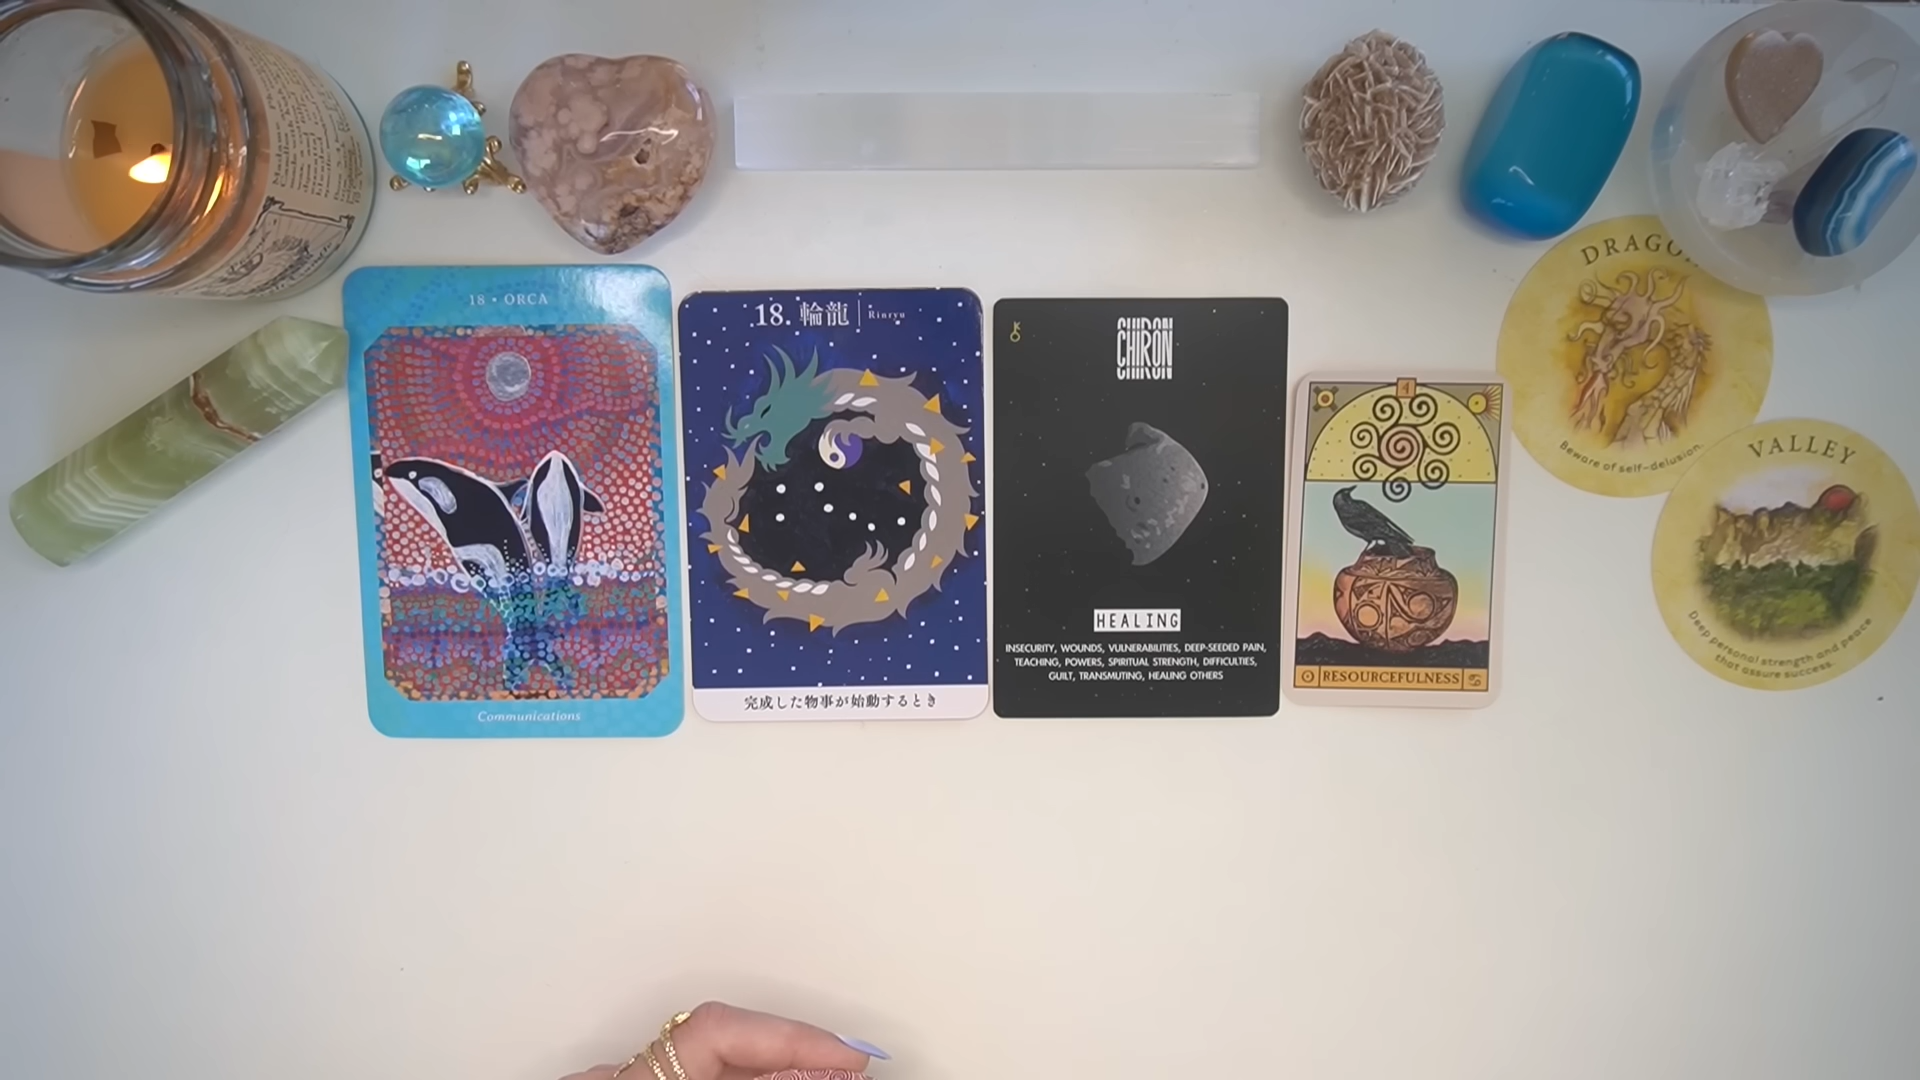 18 • ORCA
Communications
18. 輪龍 | Rinryu
完成した物事が始動するとき
CHIRON
HEALING
INSECURITY, WOUNDS, VULNERABILITIES, DEEP-SEEDED PAIN,
TEACHING, POWERS, SPIRITUAL STRENGTH, DIFFICULTIES,
GUILT, TRANSMUTING, HEALING OTHERS
4
RESOURCEFULNESS
DRAGO
Beware of self-delusion.
VALLEY
Deep personal strength and peace
that assure success.